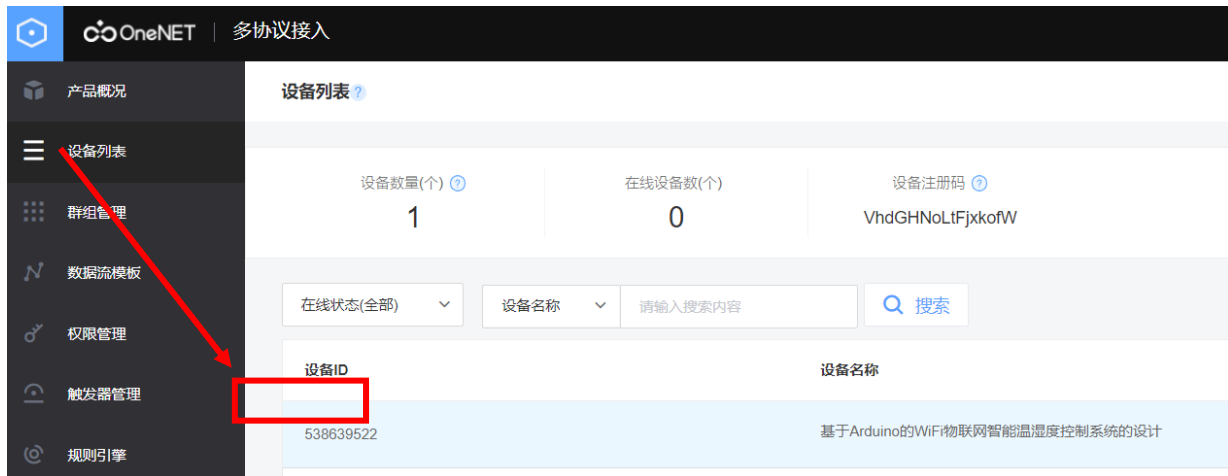 OneNET | 多协议接入
产品概况
设备列表
群组管理
数据流模板
权限管理
触发器管理
规则引擎
设备列表 ?
设备数量(个) ? 在线设备数(个) 设备注册码 ?
1 0 VhdGHNoLtFjxkofW
在线状态(全部) 设备名称 请输入搜索内容 搜索
设备ID 设备名称
538639522 基于Arduino的WiFi物联网智能温湿度控制系统的设计